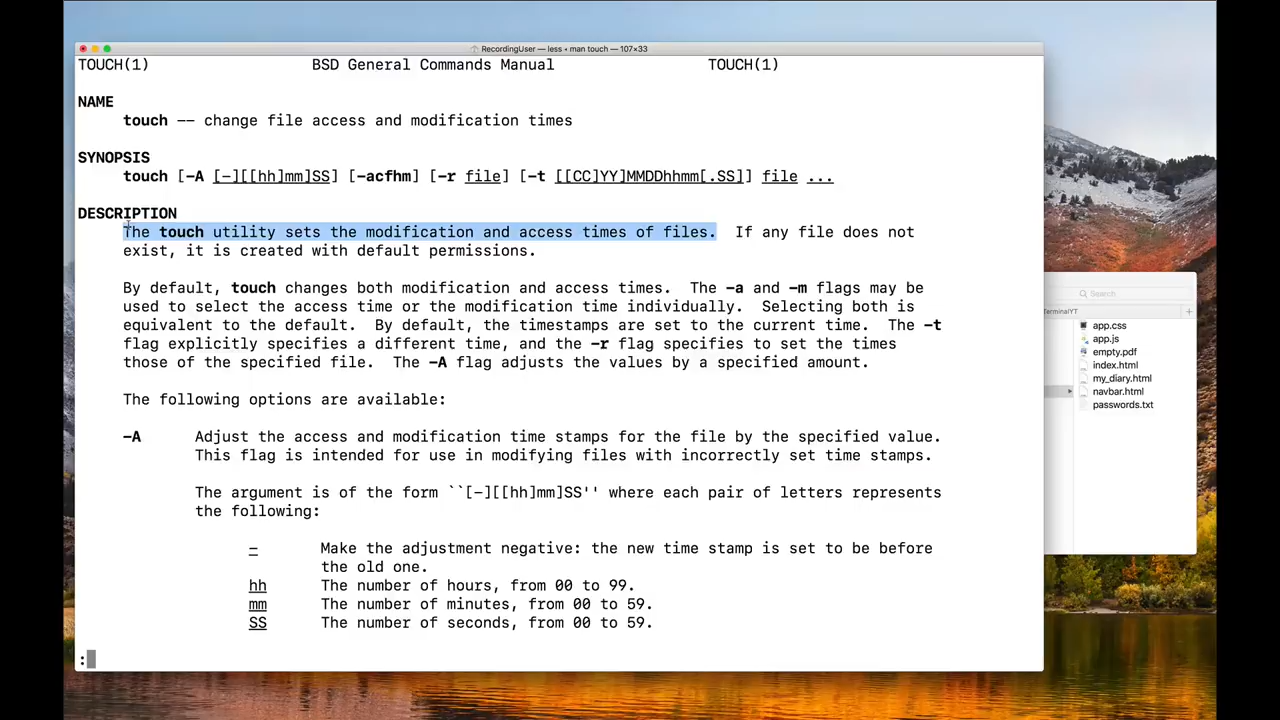 RecordingUser — less • man touch — 107×33
TOUCH(1) BSD General Commands Manual TOUCH(1)
NAME
touch -- change file access and modification times
SYNOPSIS
touch [-A [-][[hh]mm]SS] [-acfhm] [-r file] [-t [[CC]YY]MMDDhhmm[.SS]] file ...
DESCRIPTION
The touch utility sets the modification and access times of files. If any file does not
exist, it is created with default permissions.
By default, touch changes both modification and access times. The -a and -m flags may be
used to select the access time or the modification time individually. Selecting both is
equivalent to the default. By default, the timestamps are set to the current time. The -t
flag explicitly specifies a different time, and the -r flag specifies to set the times
those of the specified file. The -A flag adjusts the values by a specified amount.
The following options are available:
-A Adjust the access and modification time stamps for the file by the specified value.
This flag is intended for use in modifying files with incorrectly set time stamps.
The argument is of the form ``[-][[hh]mm]SS'' where each pair of letters represents
the following:
- Make the adjustment negative: the new time stamp is set to be before
the old one.
hh The number of hours, from 00 to 99.
mm The number of minutes, from 00 to 59.
SS The number of seconds, from 00 to 59.
:
Search
TerminalYT
app.css
app.js
empty.pdf
index.html
my_diary.html
navbar.html
passwords.txt